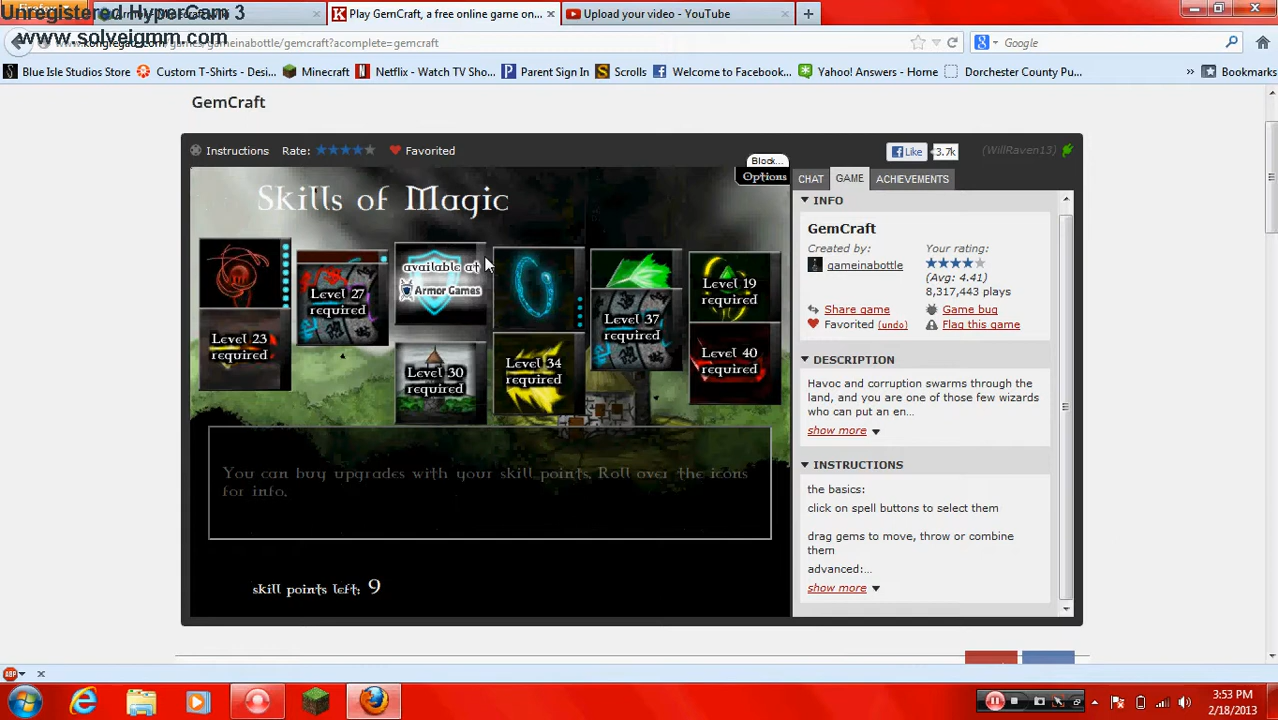 Unregistered HyperCam 3
www.solveigmm.com
Play GemCraft, a free online game on...
Upload your video - YouTube
games/gameinabottle/gemcraft?acomplete=gemcraft
Google
Blue Isle Studios Store
Custom T-Shirts - Desi...
Minecraft
Netflix - Watch TV Sho...
Parent Sign In
Scrolls
Welcome to Facebook...
Yahoo! Answers - Home
Dorchester County Pu...
»
Bookmarks
GemCraft
Instructions
Rate:
Favorited
Like
3.7k
(WillRaven13)
Block...
Options
CHAT
GAME
ACHIEVEMENTS
Skills of Magic
available at
Armor Games
Level 27
required
Level 19
required
Level 23
required
Level 37
required
Level 30
required
Level 34
required
Level 40
required
You can buy upgrades with your skill points. Roll over the icons
for info.
skill points left: 9
INFO
GemCraft
Created by:
gameinabottle
Your rating:
(Avg: 4.41)
8,317,443 plays
Share game
Game bug
Favorited (undo)
Flag this game
DESCRIPTION
Havoc and corruption swarms through the
land, and you are one of those few wizards
who can put an en...
show more
INSTRUCTIONS
the basics:
click on spell buttons to select them
drag gems to move, throw or combine
them
advanced:...
show more
ABP
3:53 PM
2/18/2013